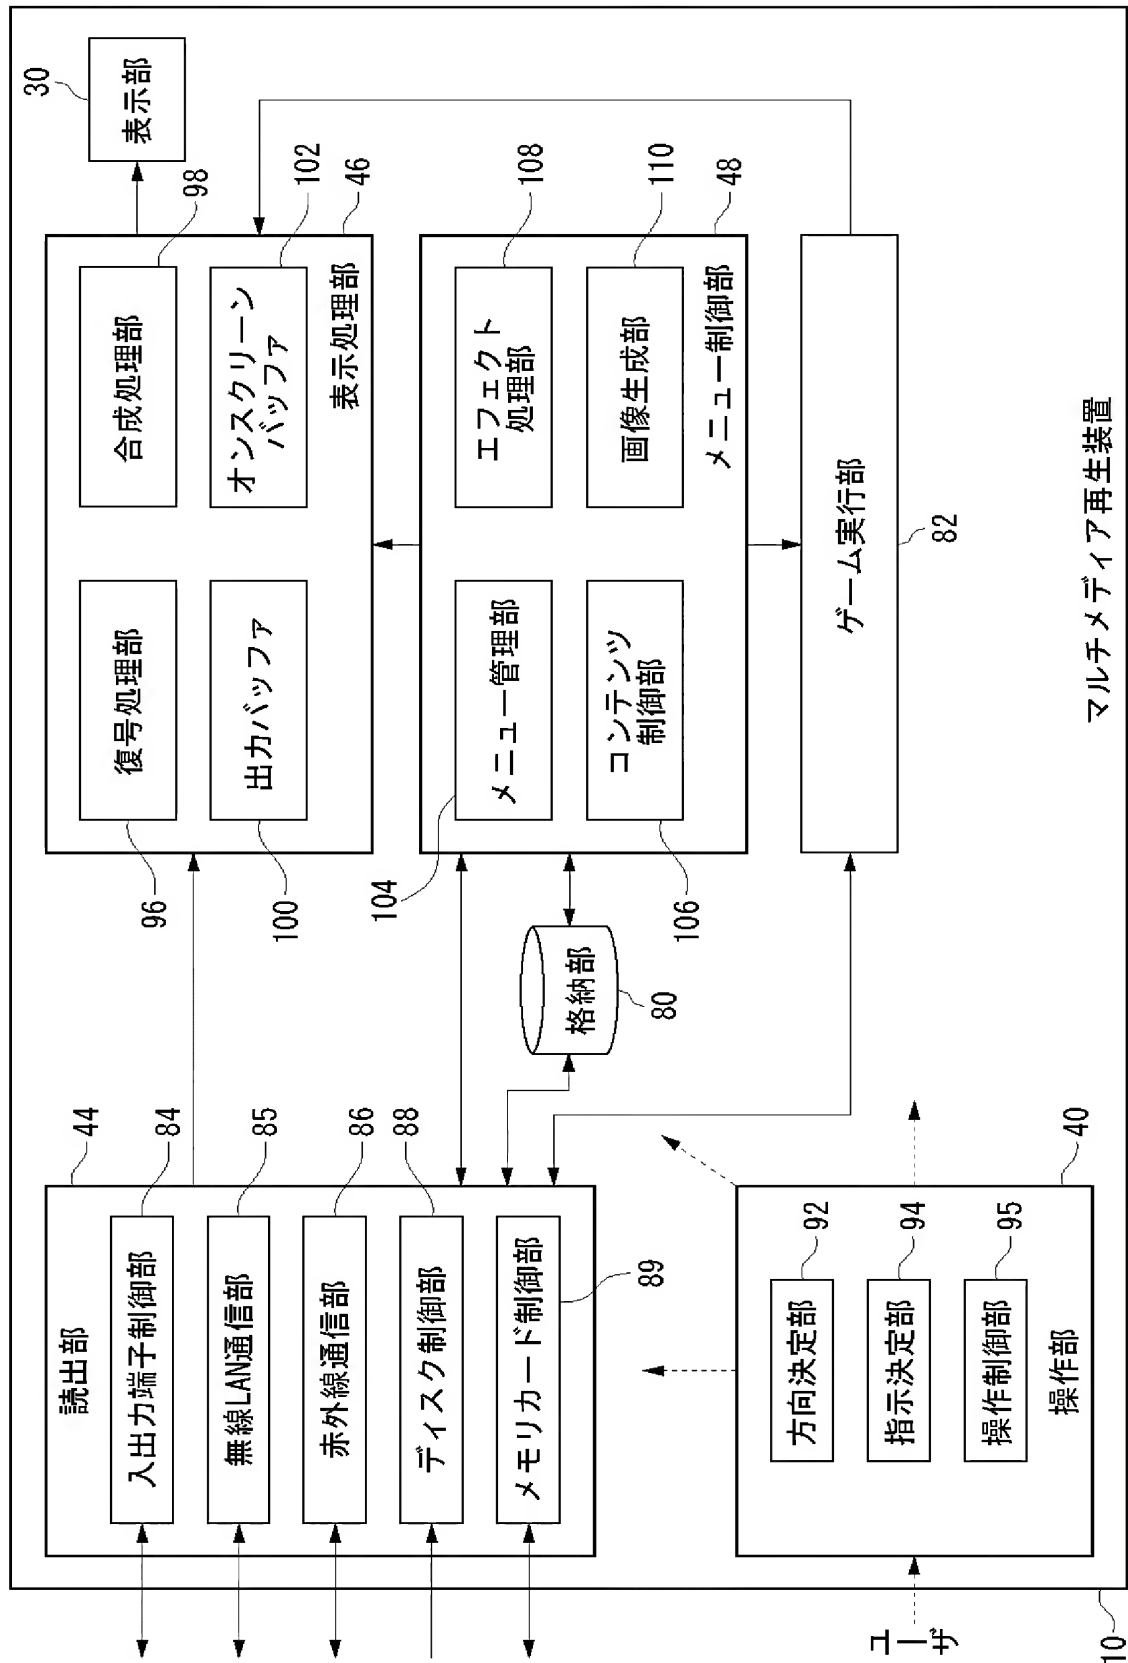 読出部
44
入出力端子制御部
84
無線LAN通信部
85
赤外線通信部
86
ディスク制御部
88
メモリカード制御部
89
復号処理部
96
合成処理部
98
出力バッファ
100
オンスクリーン
バッファ
102
表示処理部
46
表示部
30
メニュー管理部
104
エフェクト
処理部
108
コンテンツ
制御部
106
画像生成部
110
メニュー制御部
48
格納部
80
ゲーム実行部
82
ユーザ
方向決定部
92
指示決定部
94
操作制御部
95
操作部
40
マルチメディア再生装置
10